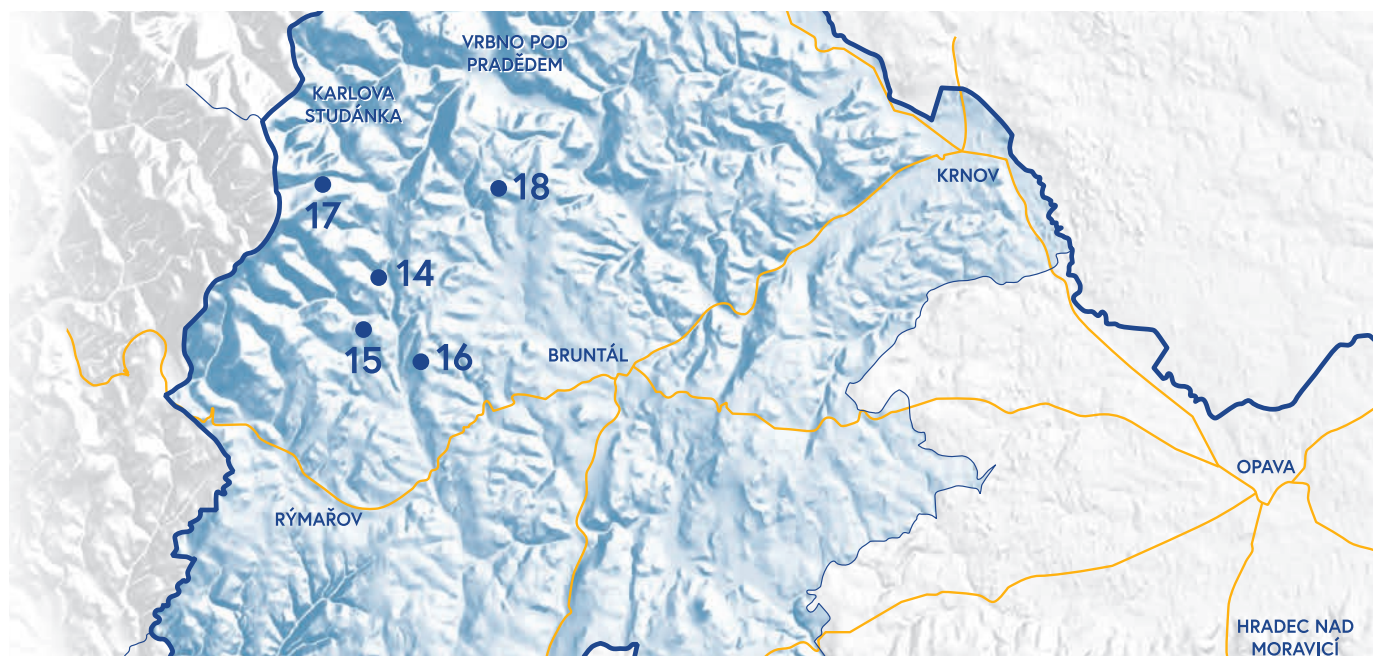 VRBNO POD
PRADĚDEM
KARLOVA
STUDÁNKA
KRNOV
17
18
14
15
16
BRUNTÁL
OPAVA
RÝMAŘOV
HRADEC NAD
MORAVICÍ